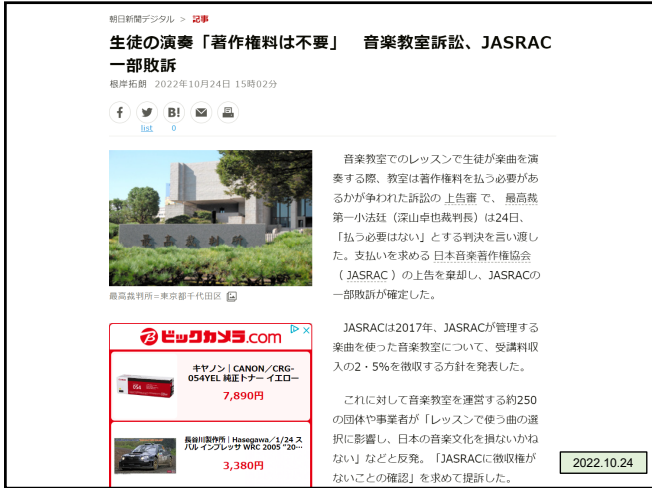 朝日新聞デジタル > 記事
生徒の演奏「著作権料は不要」　音楽教室訴訟、JASRAC
一部敗訴
根岸拓朗　2022年10月24日 15時02分
f B!
list 0
音楽教室でのレッスンで生徒が楽曲を演
奏する際、教室は著作権料を払う必要があ
るかが争われた訴訟の 上告審 で、 最高裁
第一小法廷（深山卓也裁判長）は24日、
「払う必要はない」とする判決を言い渡し
た。支払いを求める 日本音楽著作権協会
（ JASRAC ）の上告を棄却し、JASRACの
一部敗訴が確定した。
最高裁判所
最高裁判所＝東京都千代田区
JASRACは2017年、JASRACが管理する
楽曲を使った音楽教室について、受講料収
入の2・5%を徴収する方針を発表した。
これに対して音楽教室を運営する約250
の団体や事業者が「レッスンで使う曲の選
択に影響し、日本の音楽文化を損ないかね
ない」などと反発。「JASRACに徴収権が
ないことの確認」を求めて提訴した。
ビックカメラ.com
キヤノン｜CANON／CRG-
054YEL 純正トナー イエロー
7,890円
054
長谷川製作所｜Hasegawa／1/24 ス
バル インプレッサ WRC 2005 "20…
3,380円
2022.10.24